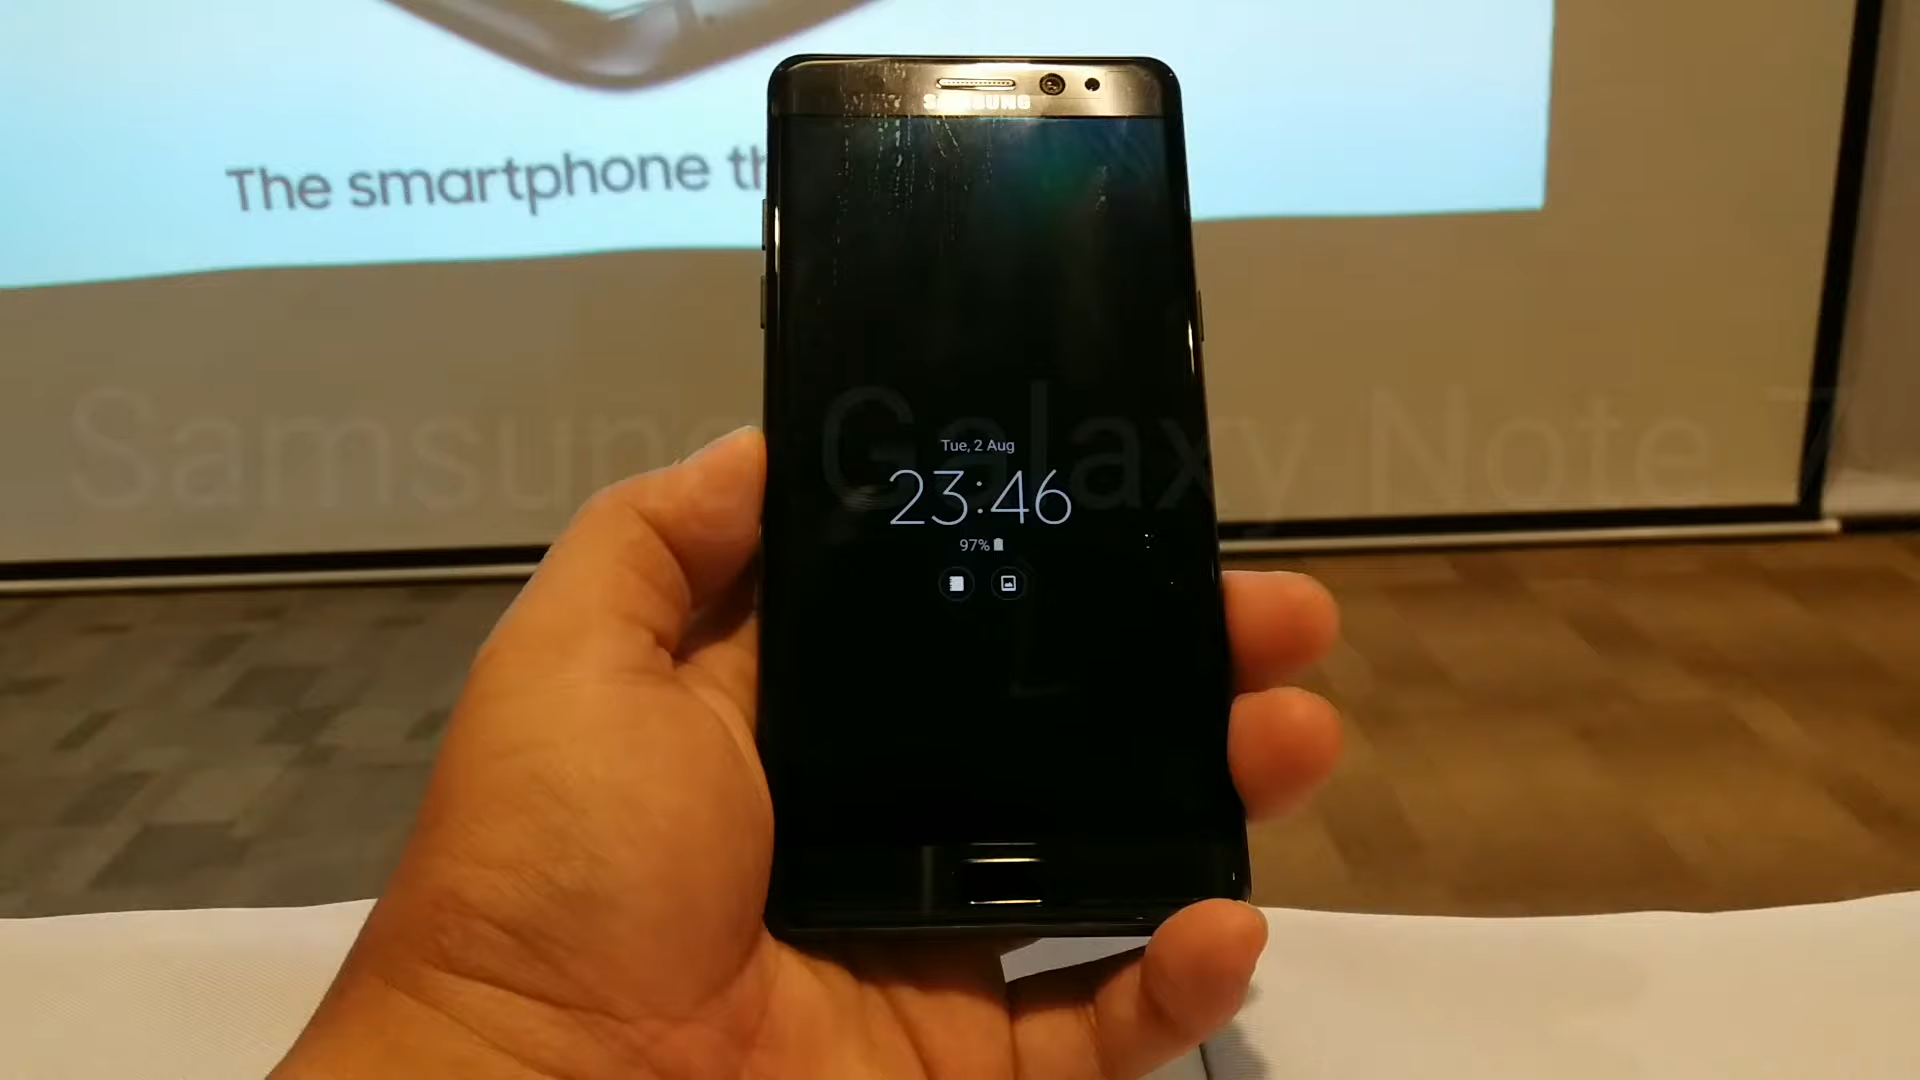 The smartphone th
SAMSUNG
Samsung Galaxy Note 7
Tue, 2 Aug
23:46
97%